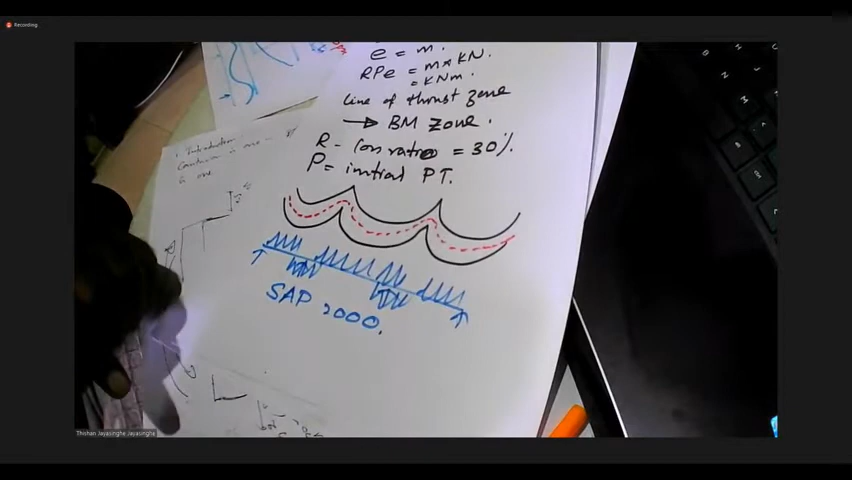 Recording
e = m.
RPe = m × kN.
= kNm.
Line of thrust zone
→ BM zone.
R - Loss ratio = 30%.
P = initial PT.
SAP 2000.
1. Introduction
Thishan Jayasinghe Jayasinghe